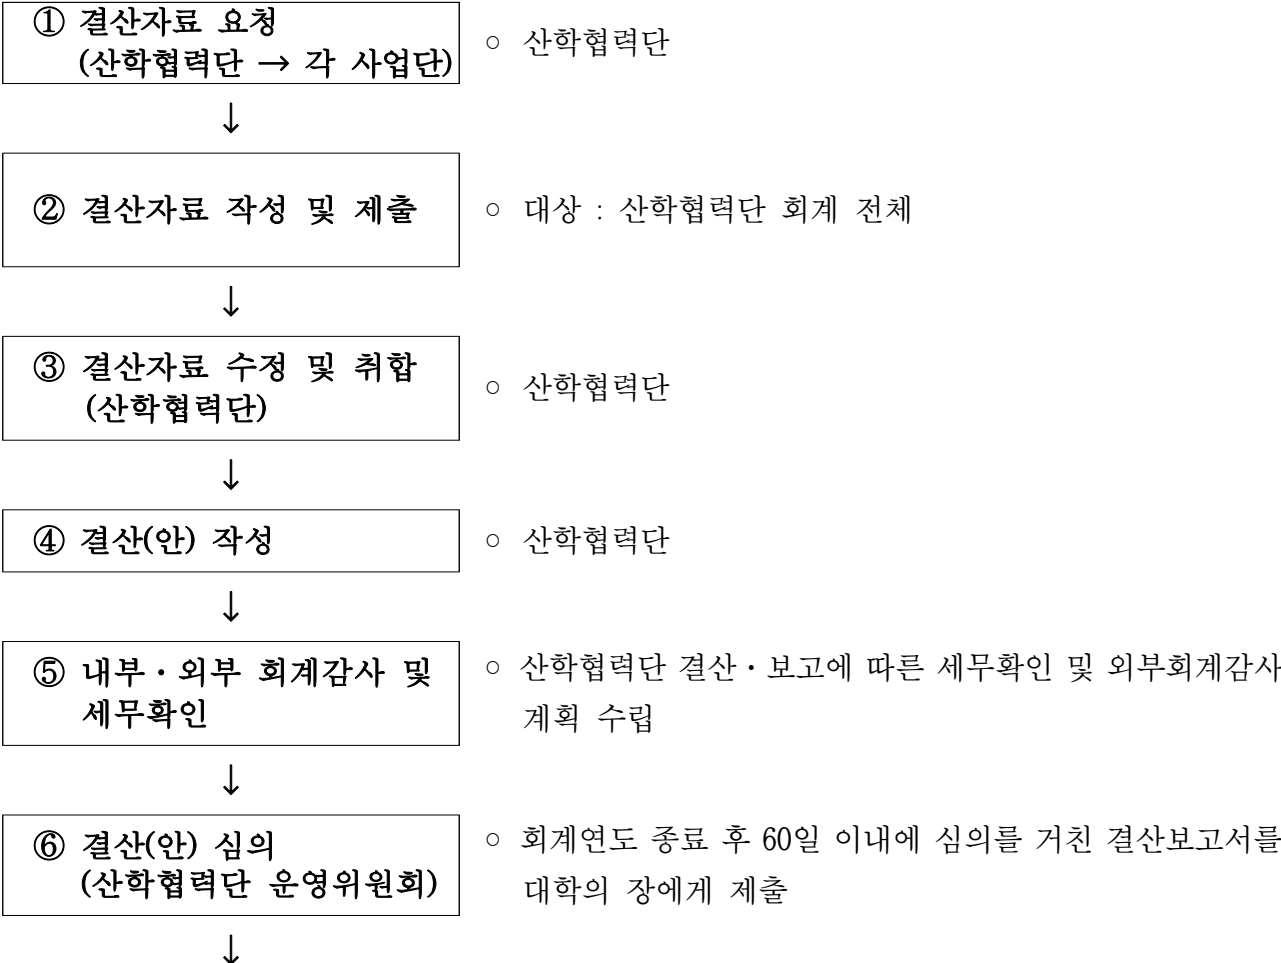 ① 결산자료 요청
(산학협력단 → 각 사업단)
○ 산학협력단
↓
② 결산자료 작성 및 제출
○ 대상 : 산학협력단 회계 전체
↓
③ 결산자료 수정 및 취합
(산학협력단)
○ 산학협력단
↓
④ 결산(안) 작성
○ 산학협력단
↓
⑤ 내부·외부 회계감사 및
세무확인
○ 산학협력단 결산·보고에 따른 세무확인 및 외부회계감사
계획 수립
↓
⑥ 결산(안) 심의
(산학협력단 운영위원회)
○ 회계연도 종료 후 60일 이내에 심의를 거친 결산보고서를
대학의 장에게 제출
↓